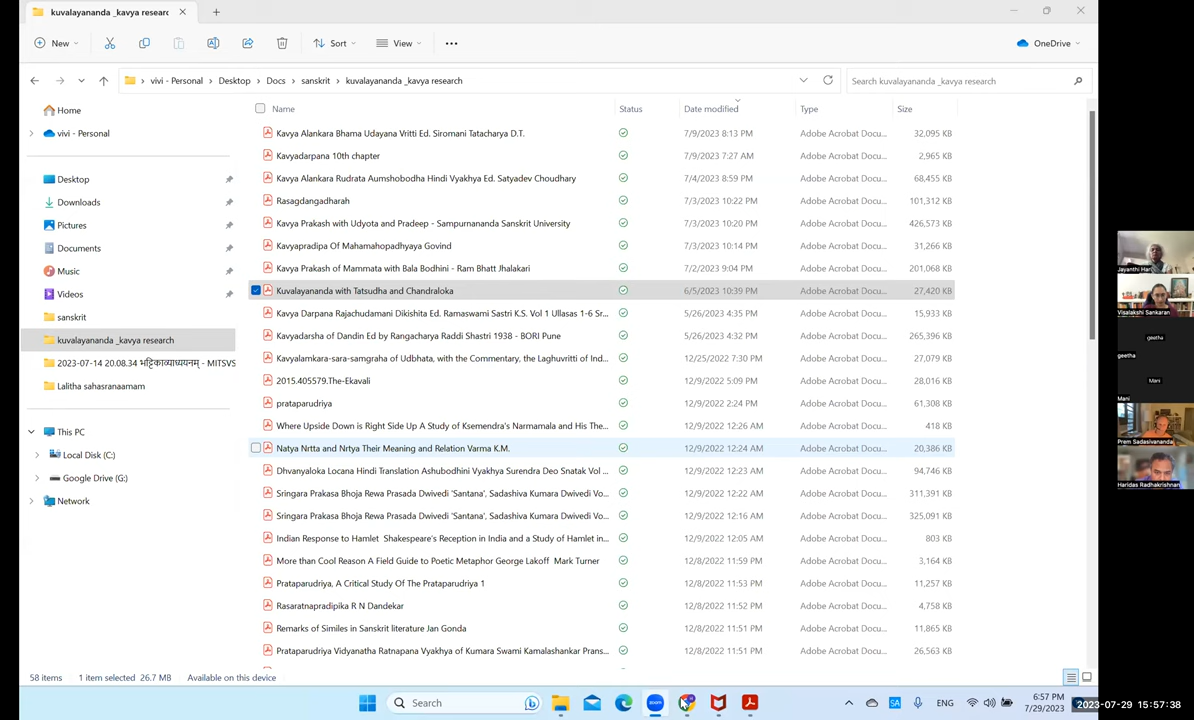 kuvalayananda _kavya research
New
Sort
View
OneDrive
vivi - Personal > Desktop > Docs > sanskrit > kuvalayananda _kavya research
Search kuvalayananda _kavya research
Home
vivi - Personal
Desktop
Downloads
Pictures
Documents
Music
Videos
sanskrit
kuvalayananda _kavya research
2023-07-14 20.08.34 भट्टिकाव्याध्ययनम् - MITSVS
Lalitha sahasranaamam
This PC
Local Disk (C:)
Google Drive (G:)
Network
Name Status Date modified Type Size
Kavya Alankara Bhama Udayana Vritti Ed. Siromani Tatacharya D.T. 7/9/2023 8:13 PM Adobe Acrobat Docu... 32,095 KB
Kavyadarpana 10th chapter 7/9/2023 7:27 AM Adobe Acrobat Docu... 2,965 KB
Kavya Alankara Rudrata Aumshobodha Hindi Vyakhya Ed. Satyadev Choudhary 7/4/2023 8:59 PM Adobe Acrobat Docu... 68,455 KB
Rasagdangadharah 7/3/2023 10:22 PM Adobe Acrobat Docu... 101,312 KB
Kavya Prakash with Udyota and Pradeep - Sampurnananda Sanskrit University 7/3/2023 10:20 PM Adobe Acrobat Docu... 426,573 KB
Kavyapradipa Of Mahamahopadhyaya Govind 7/3/2023 10:14 PM Adobe Acrobat Docu... 31,266 KB
Kavya Prakash of Mammata with Bala Bodhini - Ram Bhatt Jhalakari 7/2/2023 9:04 PM Adobe Acrobat Docu... 201,068 KB
Kuvalayananda with Tatsudha and Chandraloka 6/5/2023 10:39 PM Adobe Acrobat Docu... 27,420 KB
Kavya Darpana Rajachudamani Dikishita Ed. Ramaswami Sastri K.S. Vol 1 Ullasas 1-6 Sr... 5/26/2023 4:35 PM Adobe Acrobat Docu... 15,933 KB
Kavyadarsha of Dandin Ed by Rangacharya Raddi Shastri 1938 - BORI Pune 5/26/2023 4:32 PM Adobe Acrobat Docu... 265,396 KB
Kavyalamkara-sara-samgraha of Udbhata, with the Commentary, the Laghuvritti of Ind... 12/25/2022 7:30 PM Adobe Acrobat Docu... 27,079 KB
2015.405579.The-Ekavali 12/9/2022 5:09 PM Adobe Acrobat Docu... 28,016 KB
prataparudriya 12/9/2022 2:24 PM Adobe Acrobat Docu... 61,308 KB
Where Upside Down is Right Side Up A Study of Ksemendra's Narmamala and His The... 12/9/2022 12:26 AM Adobe Acrobat Docu... 418 KB
Natya Nrtta and Nrtya Their Meaning and Relation Varma K.M. 12/9/2022 12:24 AM Adobe Acrobat Docu... 20,386 KB
Dhvanyaloka Locana Hindi Translation Ashubodhini Vyakhya Surendra Deo Snatak Vol ... 12/9/2022 12:23 AM Adobe Acrobat Docu... 94,746 KB
Sringara Prakasa Bhoja Rewa Prasada Dwivedi 'Santana', Sadashiva Kumara Dwivedi Vo... 12/9/2022 12:22 AM Adobe Acrobat Docu... 311,391 KB
Sringara Prakasa Bhoja Rewa Prasada Dwivedi 'Santana', Sadashiva Kumara Dwivedi Vo... 12/9/2022 12:16 AM Adobe Acrobat Docu... 325,091 KB
Indian Response to Hamlet Shakespeare's Reception in India and a Study of Hamlet in... 12/9/2022 12:05 AM Adobe Acrobat Docu... 803 KB
More than Cool Reason A Field Guide to Poetic Metaphor George Lakoff Mark Turner 12/8/2022 11:59 PM Adobe Acrobat Docu... 3,164 KB
Prataparudriya, A Critical Study Of The Prataparudriya 1 12/8/2022 11:53 PM Adobe Acrobat Docu... 11,257 KB
Rasaratnapradipika R N Dandekar 12/8/2022 11:52 PM Adobe Acrobat Docu... 4,758 KB
Remarks of Similes in Sanskrit literature Jan Gonda 12/8/2022 11:51 PM Adobe Acrobat Docu... 11,865 KB
Prataparudriya Vidyanatha Ratnapana Vyakhya of Kumara Swami Kamalashankar Prans... 12/8/2022 11:51 PM Adobe Acrobat Docu... 26,563 KB
58 items 1 item selected 26.7 MB Available on this device
Jayanthi Hari
Visalakshi Sankaran
geetha
geetha
Mani
Mani
Prem Sadasivananda
Haridas Radhakrishnan
Search
zoom
SA
ENG
6:57 PM
7/29/2023
2023-07-29 15:57:38